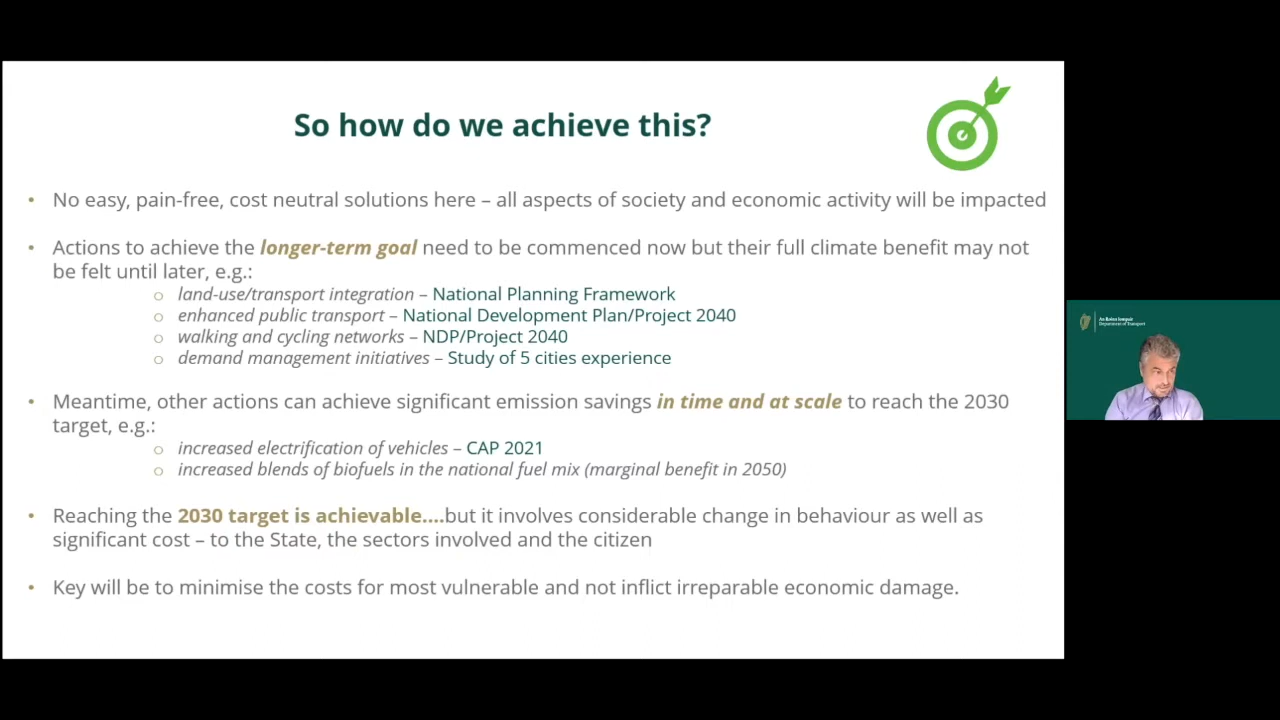 So how do we achieve this?
• No easy, pain-free, cost neutral solutions here – all aspects of society and economic activity will be impacted
• Actions to achieve the longer-term goal need to be commenced now but their full climate benefit may not
be felt until later, e.g.:
o land-use/transport integration – National Planning Framework
o enhanced public transport – National Development Plan/Project 2040
o walking and cycling networks – NDP/Project 2040
o demand management initiatives – Study of 5 cities experience
• Meantime, other actions can achieve significant emission savings in time and at scale to reach the 2030
target, e.g.:
o increased electrification of vehicles – CAP 2021
o increased blends of biofuels in the national fuel mix (marginal benefit in 2050)
• Reaching the 2030 target is achievable....but it involves considerable change in behaviour as well as
significant cost – to the State, the sectors involved and the citizen
• Key will be to minimise the costs for most vulnerable and not inflict irreparable economic damage.
An Roinn Iompair
Department of Transport